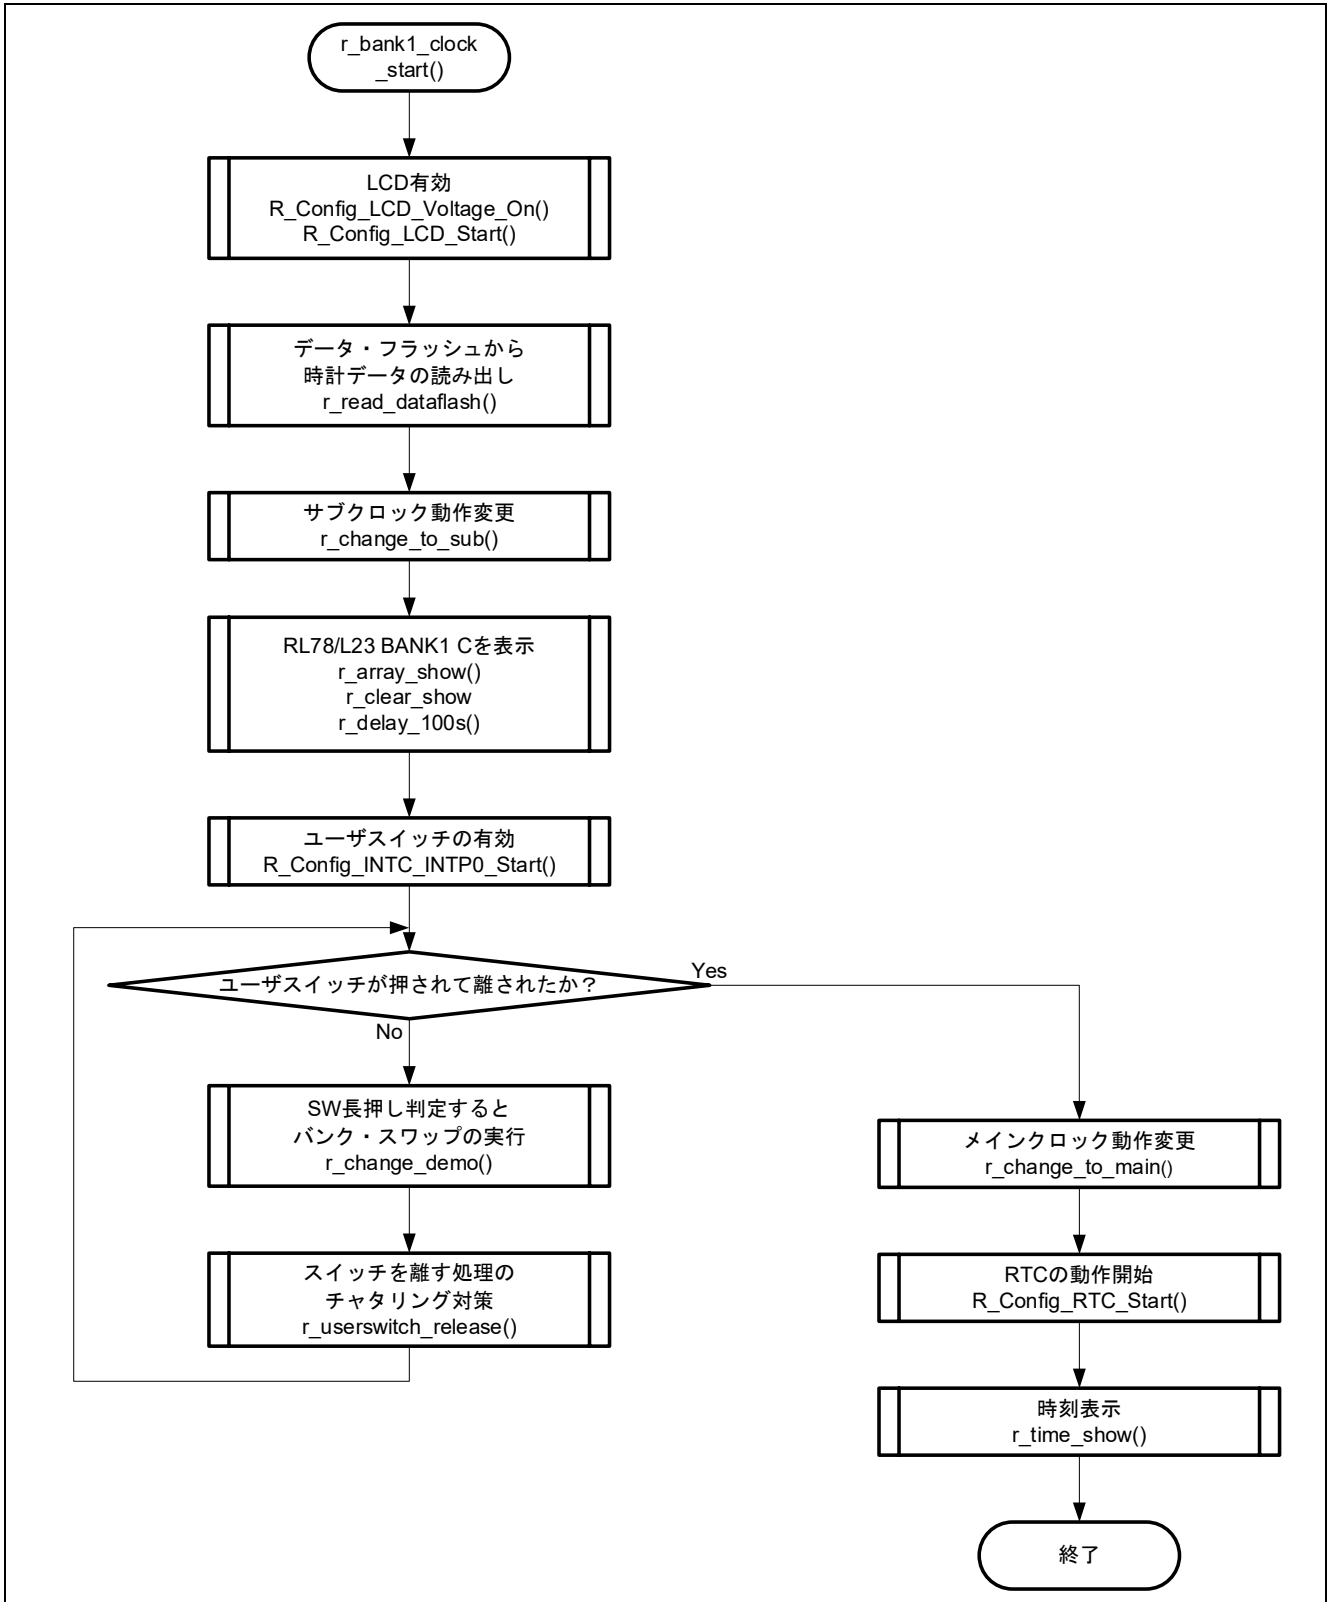 r_bank1_clock
_start()
LCD有効
R_Config_LCD_Voltage_On()
R_Config_LCD_Start()
データ・フラッシュから
時計データの読み出し
r_read_dataflash()
サブクロック動作変更
r_change_to_sub()
RL78/L23 BANK1 Cを表示
r_array_show()
r_clear_show
r_delay_100s()
ユーザスイッチの有効
R_Config_INTC_INTP0_Start()
ユーザスイッチが押されて離されたか？
Yes
No
SW長押し判定すると
バンク・スワップの実行
r_change_demo()
スイッチを離す処理の
チャタリング対策
r_userswitch_release()
メインクロック動作変更
r_change_to_main()
RTCの動作開始
R_Config_RTC_Start()
時刻表示
r_time_show()
終了